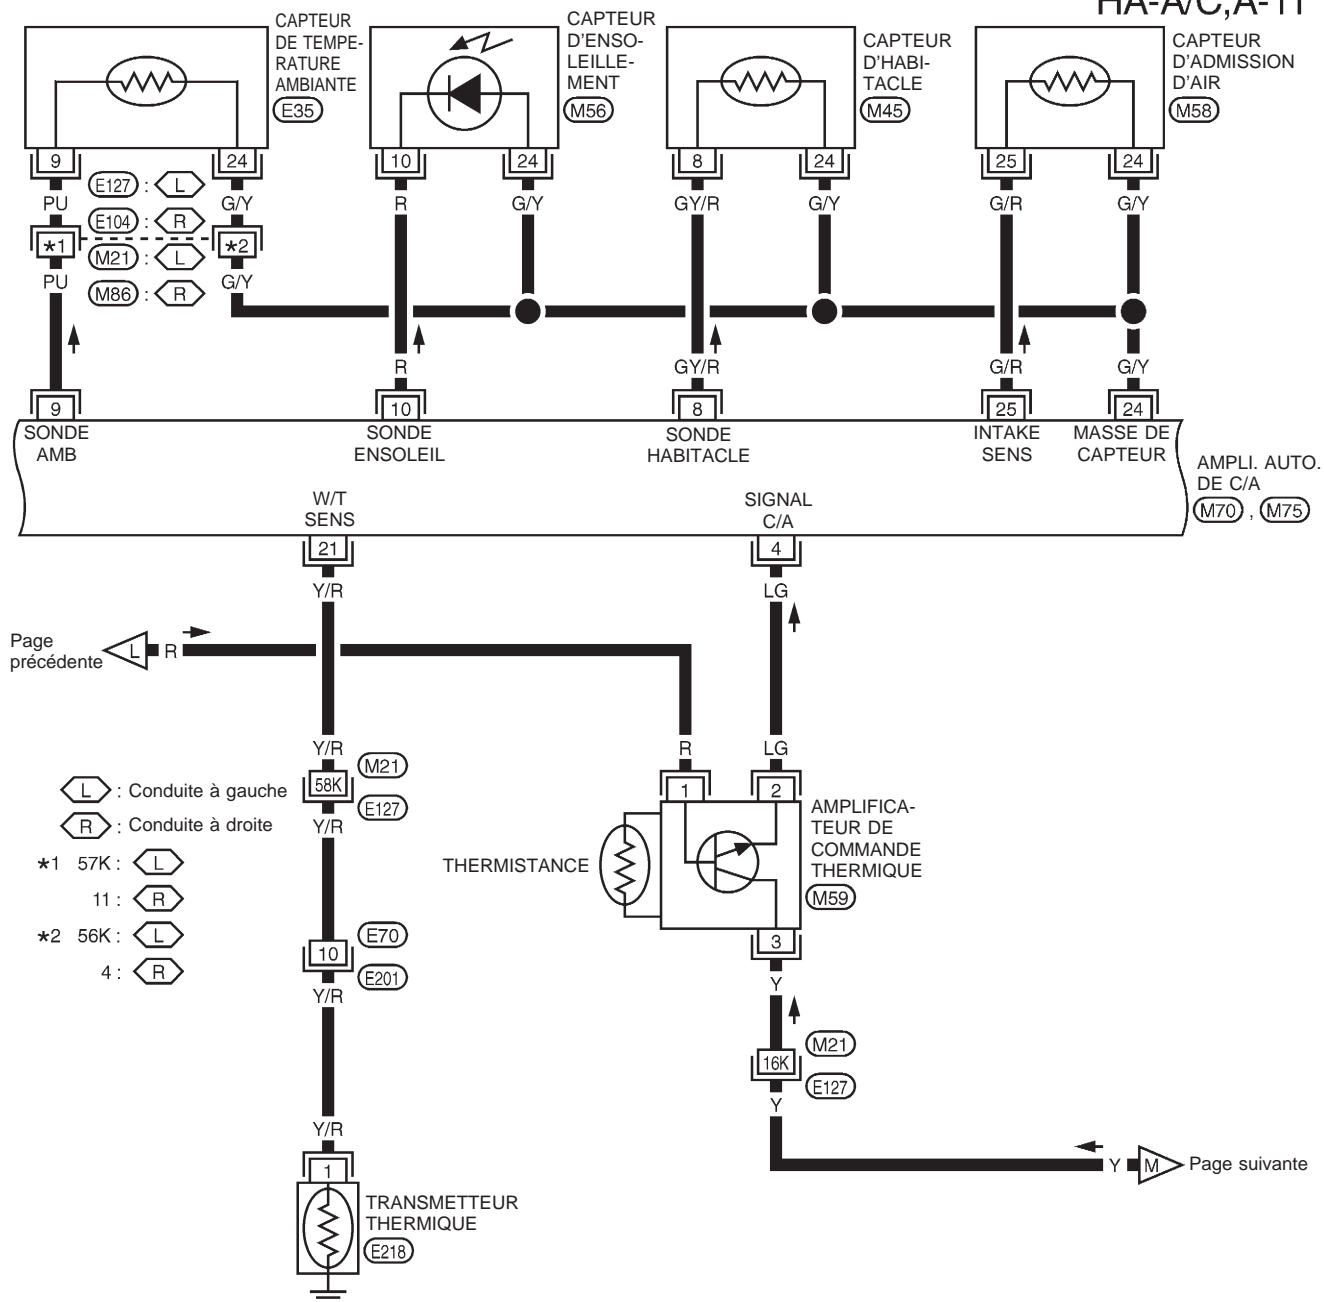 HA-A/C,A-11
CAPTEUR
DE TEMPE-
RATURE
AMBIANTE
E35
CAPTEUR
D'ENSO-
LEILLE-
MENT
M56
CAPTEUR
D'HABI-
TACLE
M45
CAPTEUR
D'ADMISSION
D'AIR
M58
9
24
10
24
8
24
25
24
E127 : L
PU
G/Y
R
G/Y
GY/R
G/Y
G/R
G/Y
E104 : R
*1
*2
M21 : L
PU
G/Y
M86 : R
R
GY/R
G/R
G/Y
9
10
8
25
24
SONDE
AMB
SONDE
ENSOLEIL
SONDE
HABITACLE
INTAKE
SENS
MASSE DE
CAPTEUR
AMPLI. AUTO.
DE C/A
M70 , M75
W/T
SENS
SIGNAL
C/A
21
4
Y/R
LG
Page
précédente
L
R
Y/R
R
LG
M21
58K
E127
1
2
L : Conduite à gauche
R : Conduite à droite
Y/R
*1 57K : L
11 : R
*2 56K : L
4 : R
THERMISTANCE
AMPLIFICA-
TEUR DE
COMMANDE
THERMIQUE
M59
E70
10
E201
3
Y/R
Y
M21
16K
E127
Y
Y/R
Y M Page suivante
1
TRANSMETTEUR
THERMIQUE
E218